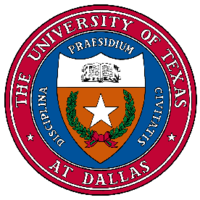 THE UNIVERSITY OF TEXAS
AT DALLAS
DISCIPLINA
PRAESIDIUM
CIVITATIS